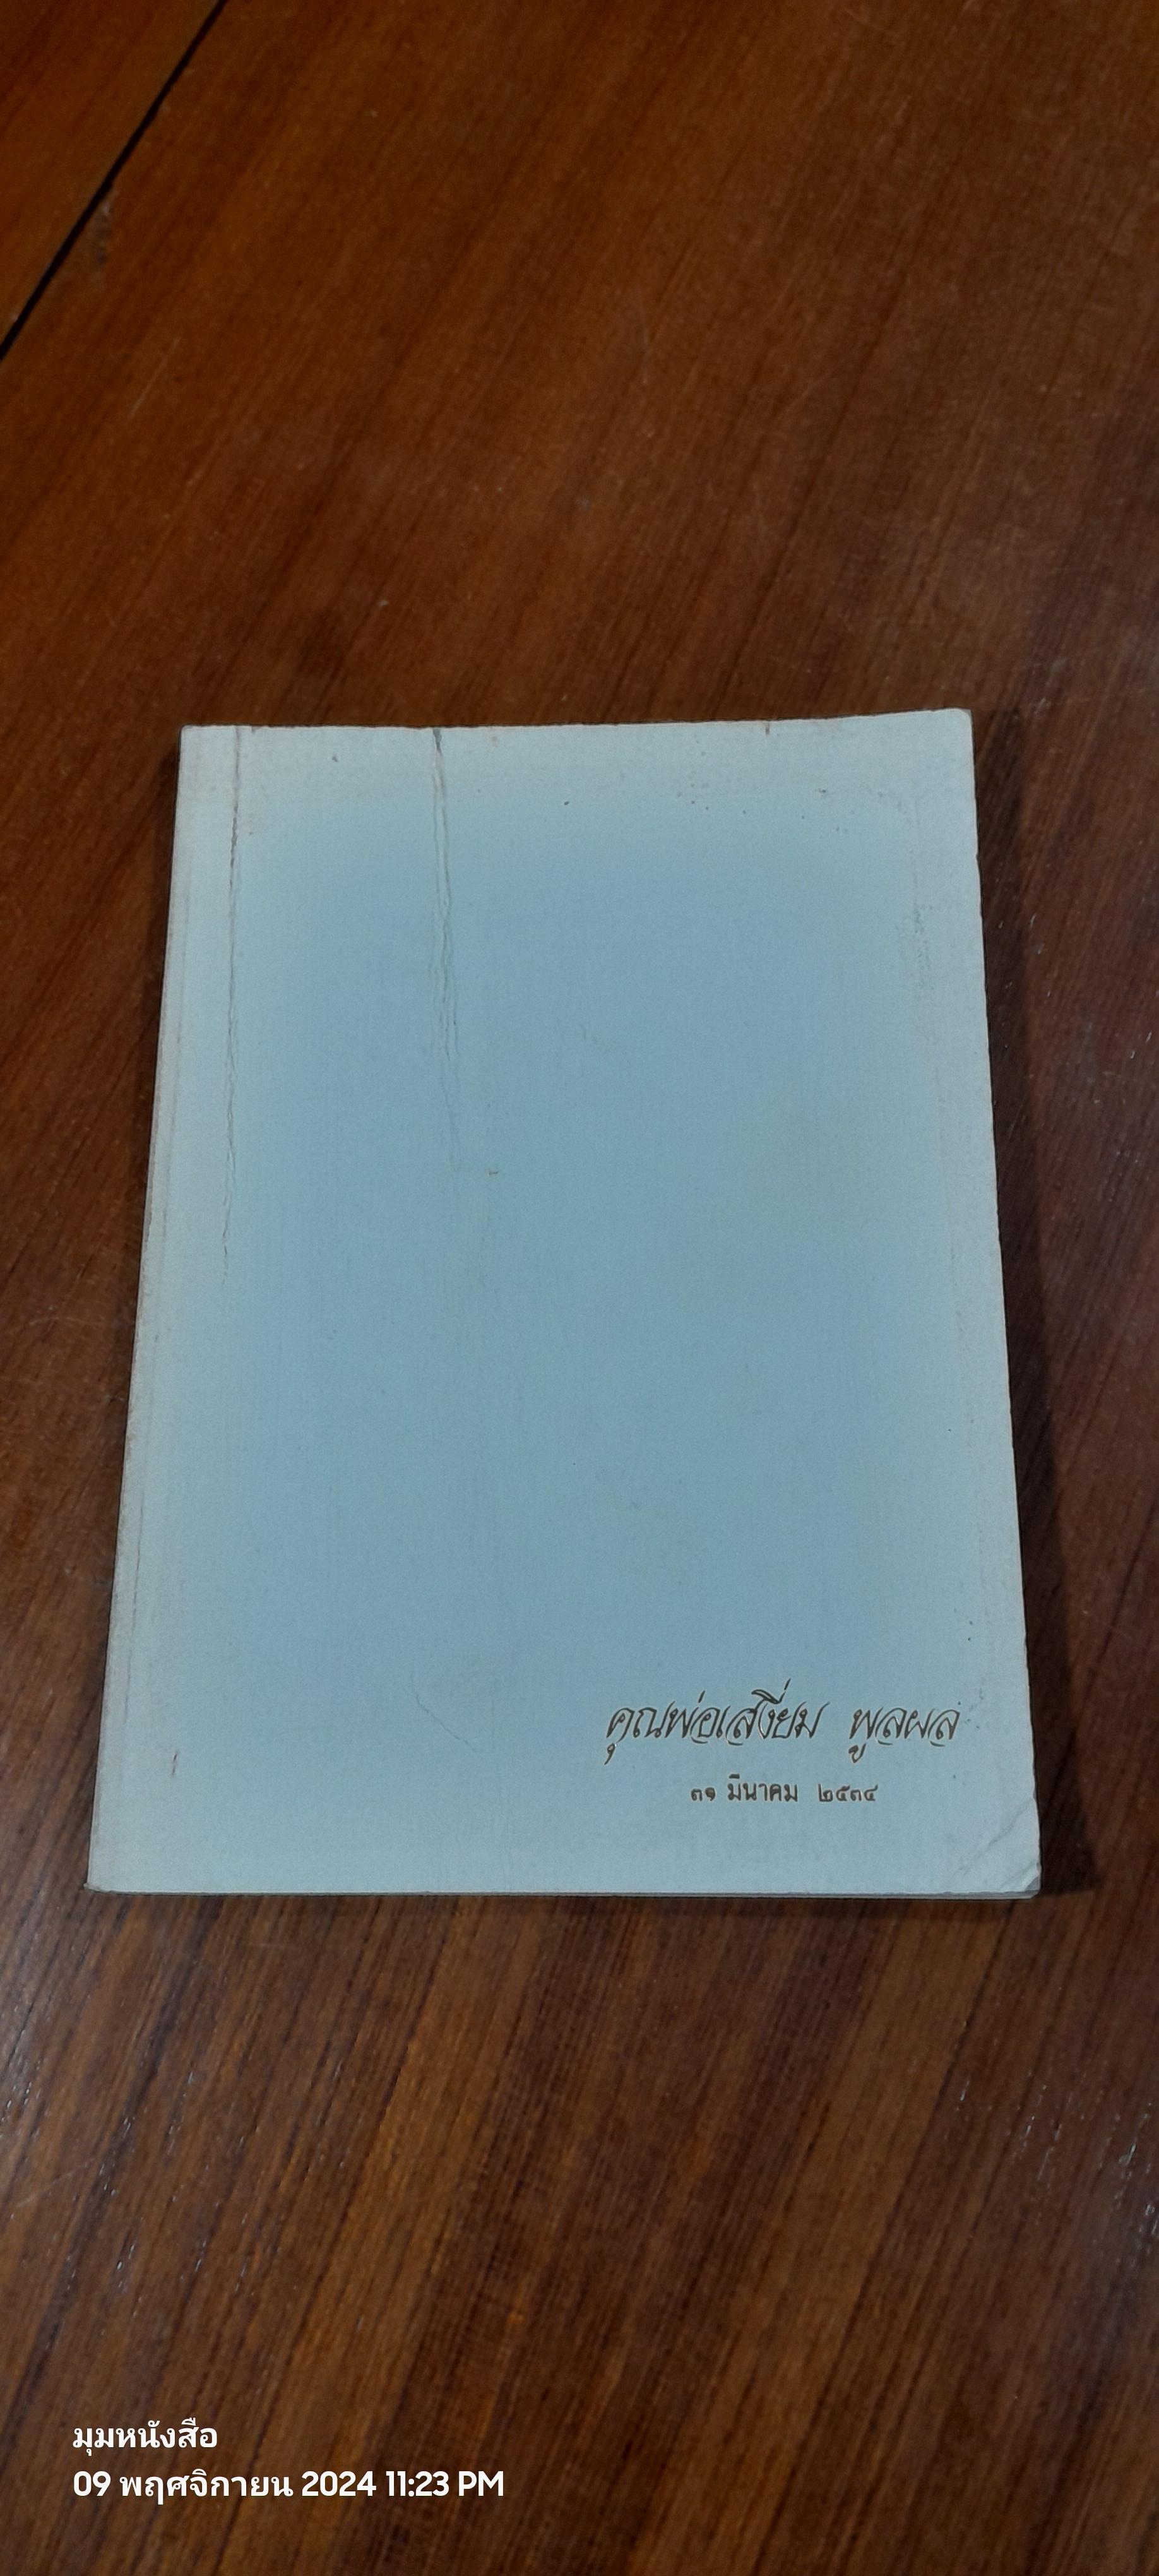 คุณพ่อเสงี่ยม พูลผล
๓๑ มีนาคม ๒๕๓๔
มุมหนังสือ
09 พฤศจิกายน 2024 11:23 PM